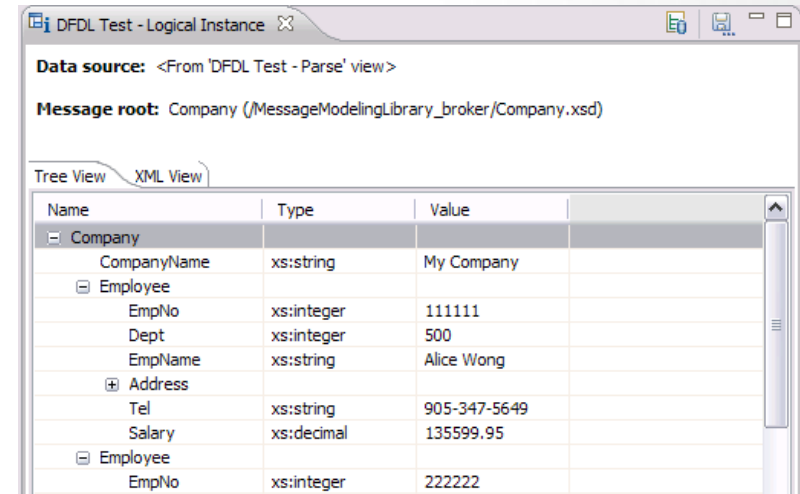 DFDL Test - Logical Instance
Data source: <From 'DFDL Test - Parse' view>
Message root: Company (/MessageModelingLibrary_broker/Company.xsd)
Tree View XML View
Name Type Value
Company
CompanyName xs:string My Company
Employee
EmpNo xs:integer 111111
Dept xs:integer 500
EmpName xs:string Alice Wong
Address
Tel xs:string 905-347-5649
Salary xs:decimal 135599.95
Employee
EmpNo xs:integer 222222